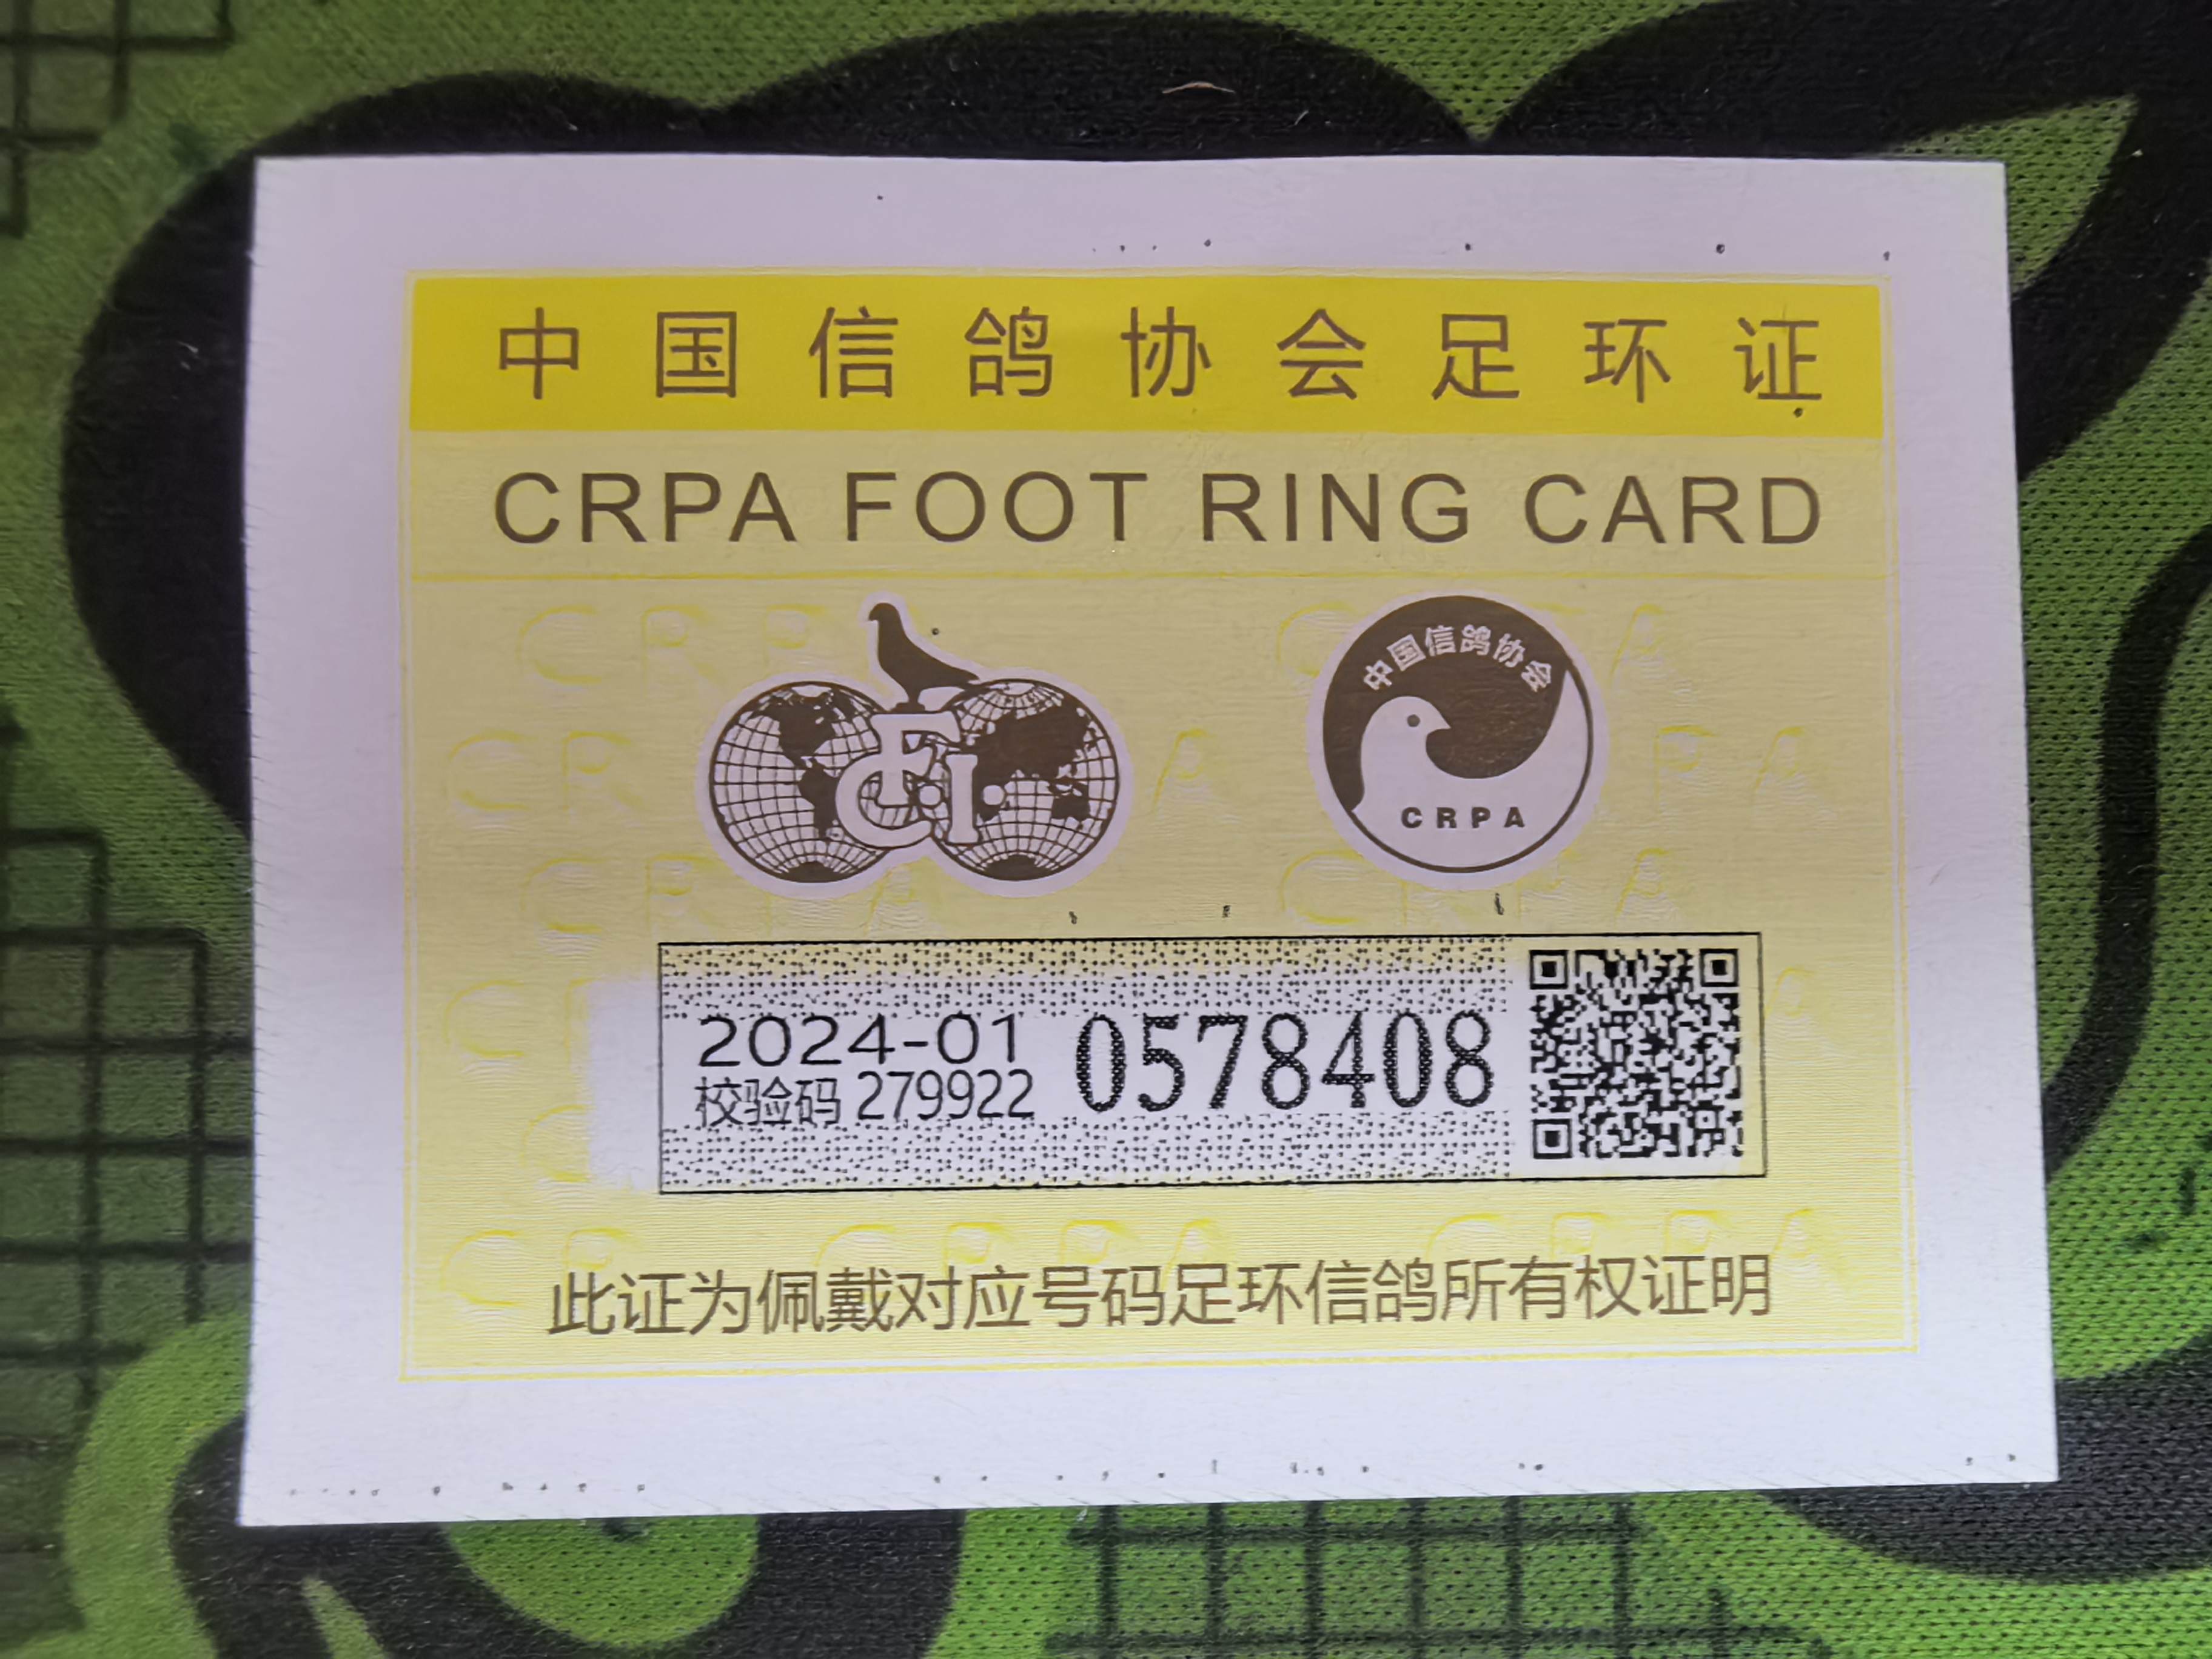 中国信鸽协会足环证
CRPA FOOT RING CARD
CRPA
F.C.I.
中国信鸽协会
CRPA
2024-01
校验码 279922
0578408
此证为佩戴对应号码足环信鸽所有权证明